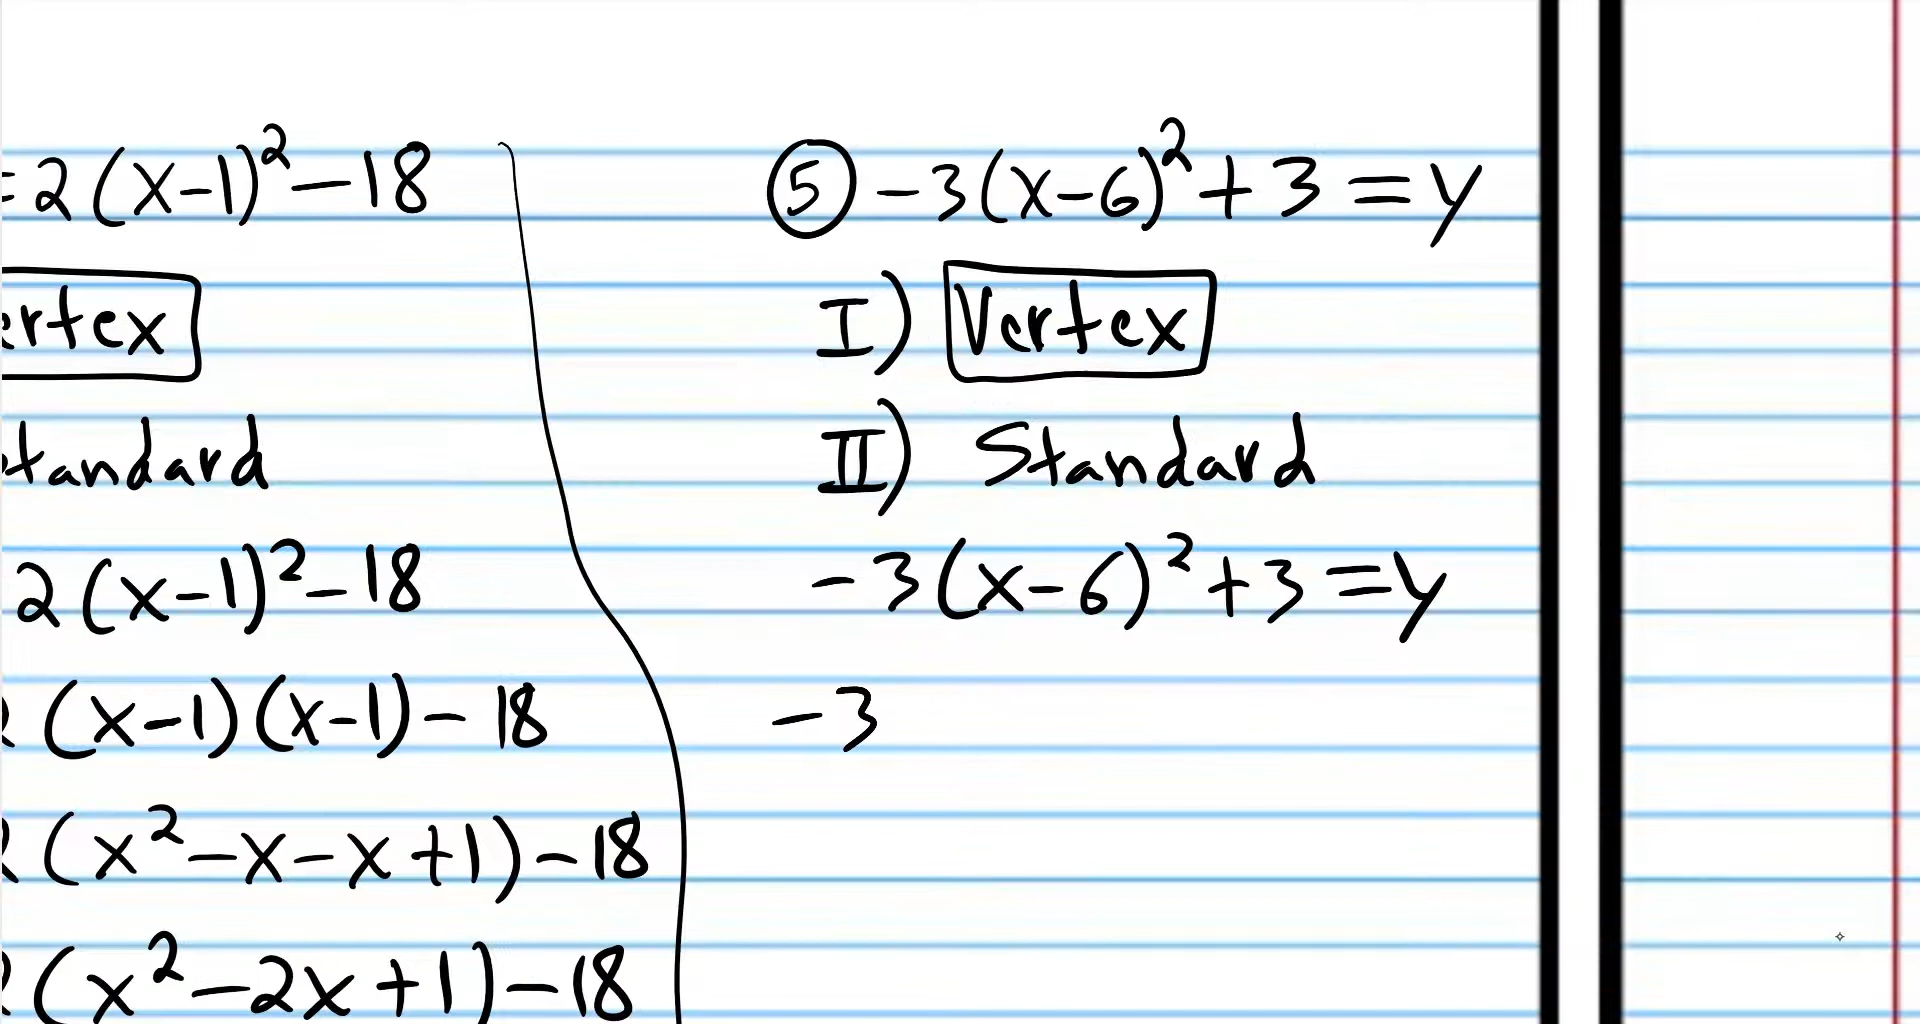 = 2(x-1)² - 18
ertex
tandard
2(x-1)² - 18
(x-1)(x-1) - 18
(x² - x - x + 1) - 18
(x² - 2x + 1) - 18
⑤ -3(x-6)² + 3 = y
I) Vertex
II) Standard
-3(x-6)² + 3 = y
-3